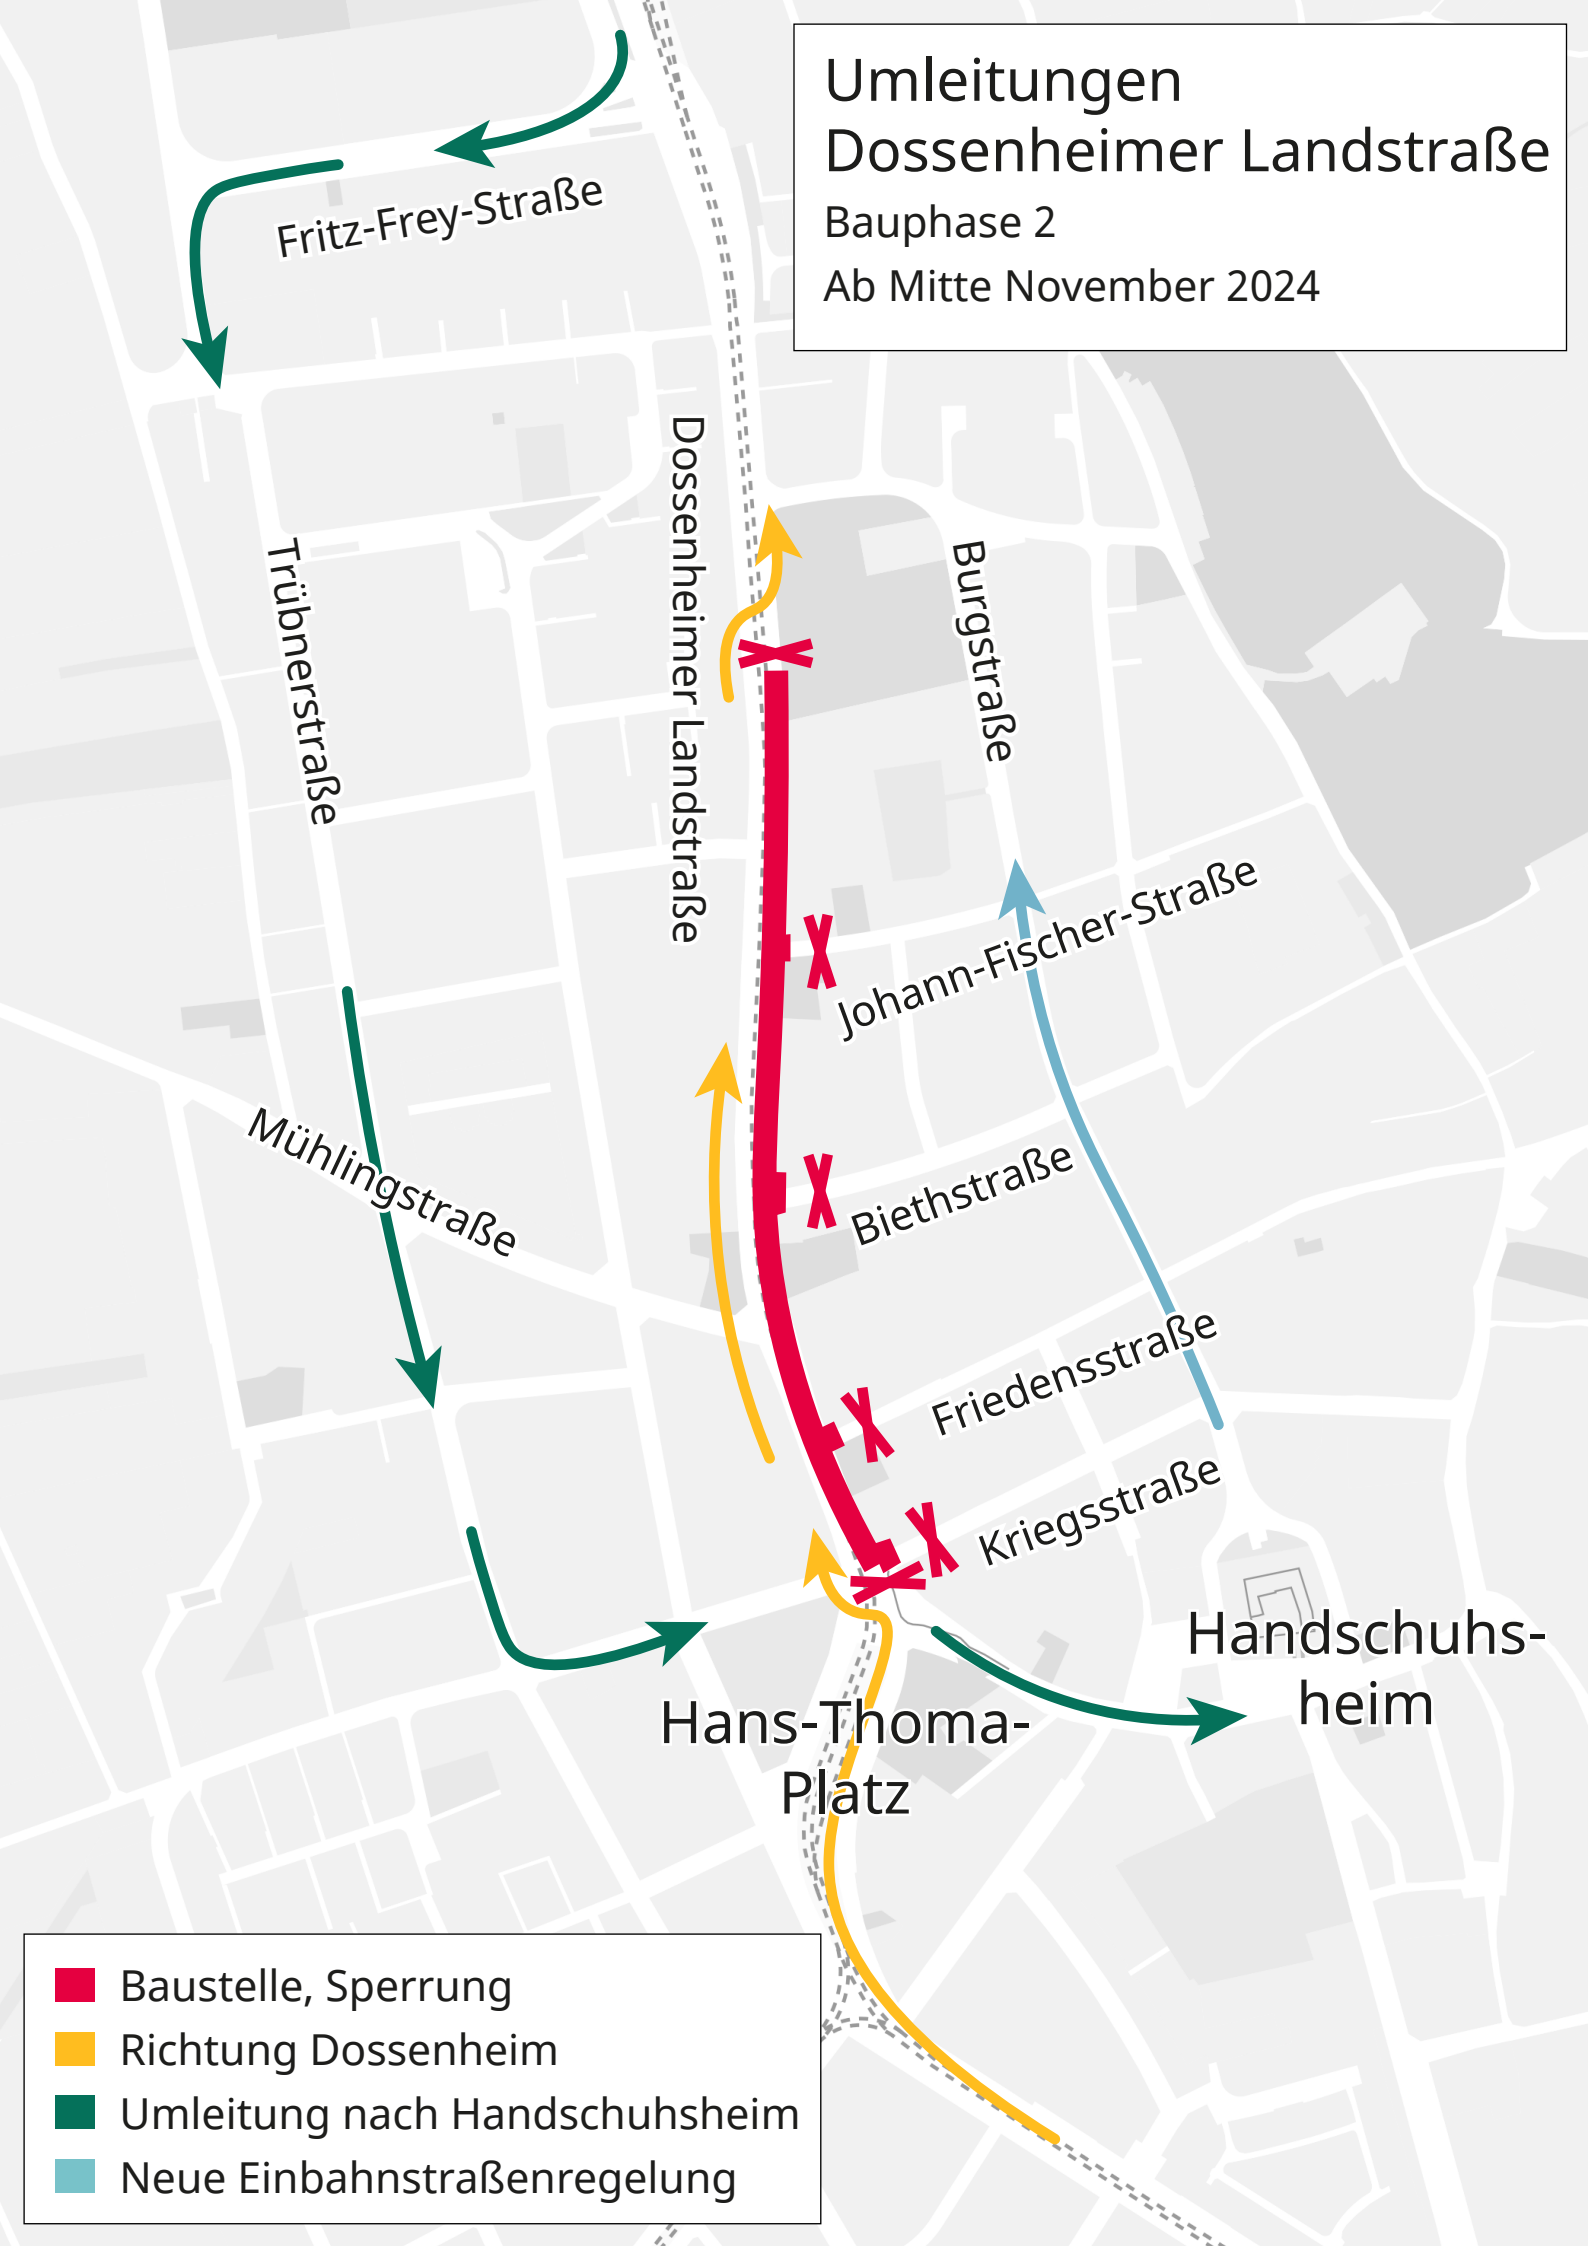 Umleitungen
Dossenheimer Landstraße
Bauphase 2
Ab Mitte November 2024
Fritz-Frey-Straße
Dossenheimer Landstraße
Trübnerstraße
Burgstraße
Johann-Fischer-Straße
Mühlingstraße
Biethstraße
Friedensstraße
Kriegsstraße
Handschuhs-
heim
Hans-Thoma-
Platz
Baustelle, Sperrung
Richtung Dossenheim
Umleitung nach Handschuhsheim
Neue Einbahnstraßenregelung